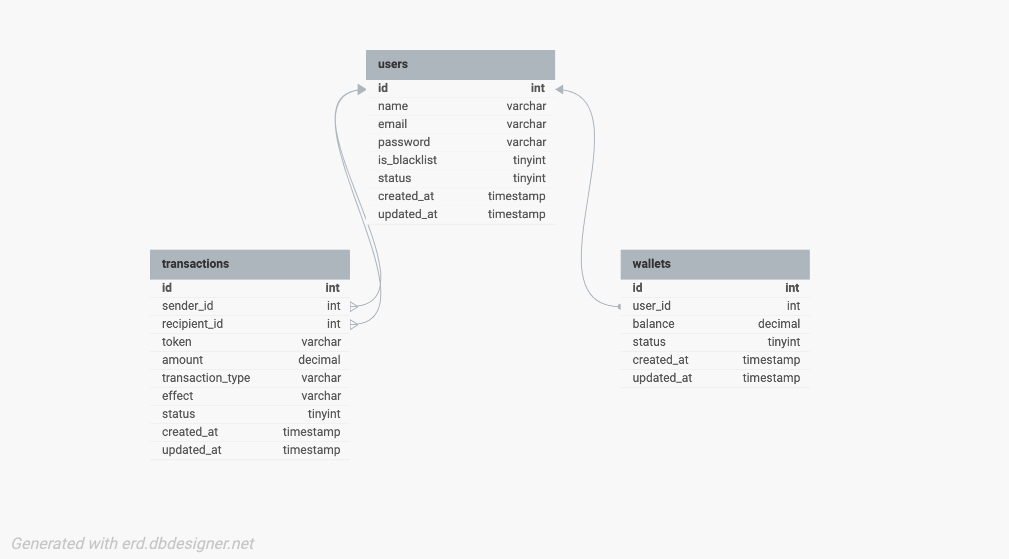 users
id int
name varchar
email varchar
password varchar
is_blacklist tinyint
status tinyint
created_at timestamp
updated_at timestamp
transactions
id int
sender_id int
recipient_id int
token varchar
amount decimal
transaction_type varchar
effect varchar
status tinyint
created_at timestamp
updated_at timestamp
wallets
id int
user_id int
balance decimal
status tinyint
created_at timestamp
updated_at timestamp
Generated with erd.dbdesigner.net